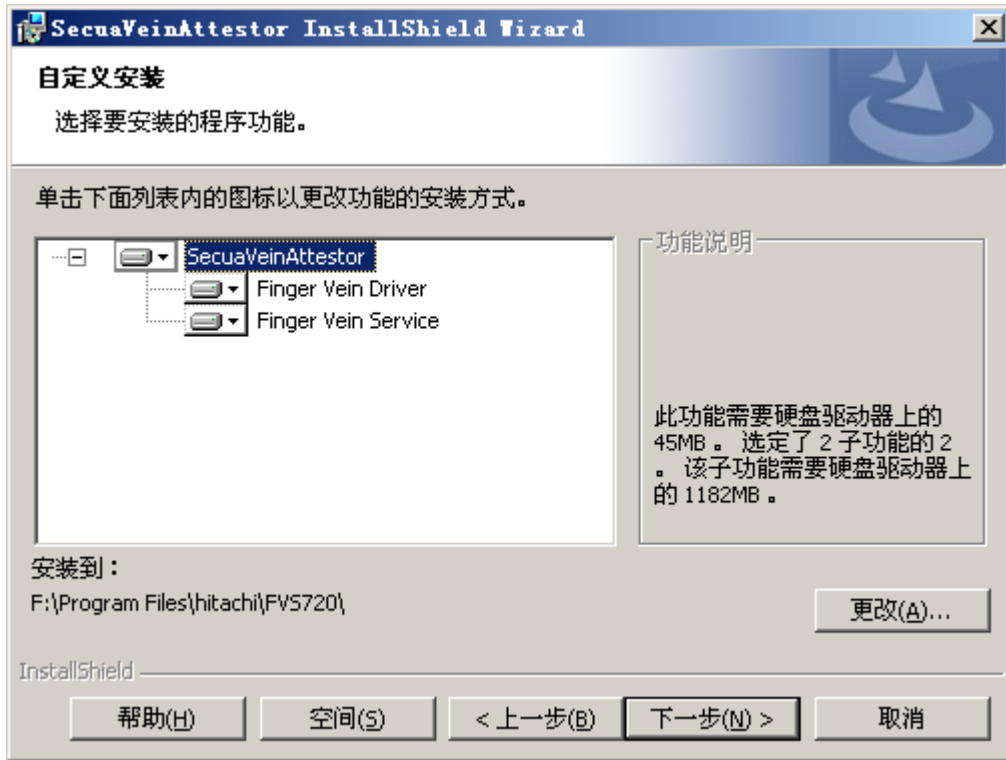 SecuaVeinAttestor InstallShield Wizard
自定义安装
选择要安装的程序功能。
单击下面列表内的图标以更改功能的安装方式。
SecuaVeinAttestor
Finger Vein Driver
Finger Vein Service
功能说明
此功能需要硬盘驱动器上的
45MB 。 选定了 2 子功能的 2
。 该子功能需要硬盘驱动器上
的 1182MB 。
安装到：
F:\Program Files\hitachi\FVS720\
更改(A)...
InstallShield
帮助(H)
空间(S)
< 上一步(B)
下一步(N) >
取消